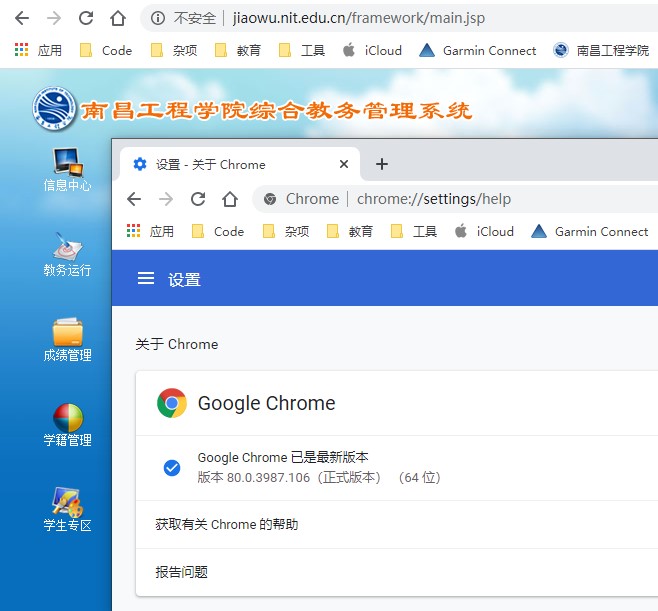 不安全 jiaowu.nit.edu.cn/framework/main.jsp
应用 Code 杂项 教育 工具 iCloud Garmin Connect 南昌工程学院
南昌工程学院综合教务管理系统
信息中心
教务运行
成绩管理
学籍管理
学生专区
设置 - 关于 Chrome
Chrome chrome://settings/help
应用 Code 杂项 教育 工具 iCloud Garmin Connect
设置
关于 Chrome
Google Chrome
Google Chrome 已是最新版本
版本 80.0.3987.106（正式版本） （64 位）
获取有关 Chrome 的帮助
报告问题